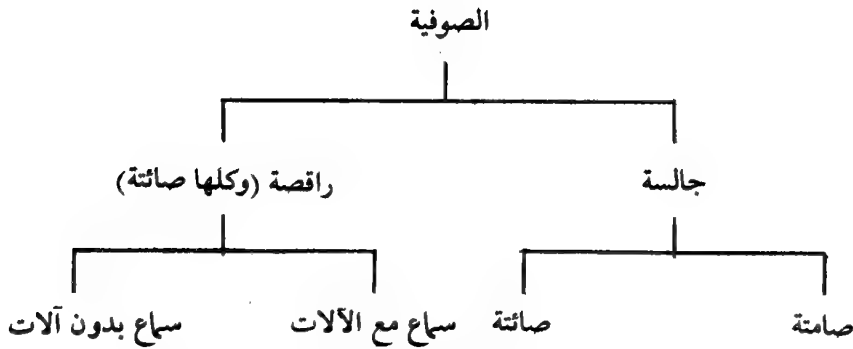 الصوفية
جالسة راقصة (وكلها صائتة)
صامتة صائتة سماع مع الآلات سماع بدون آلات